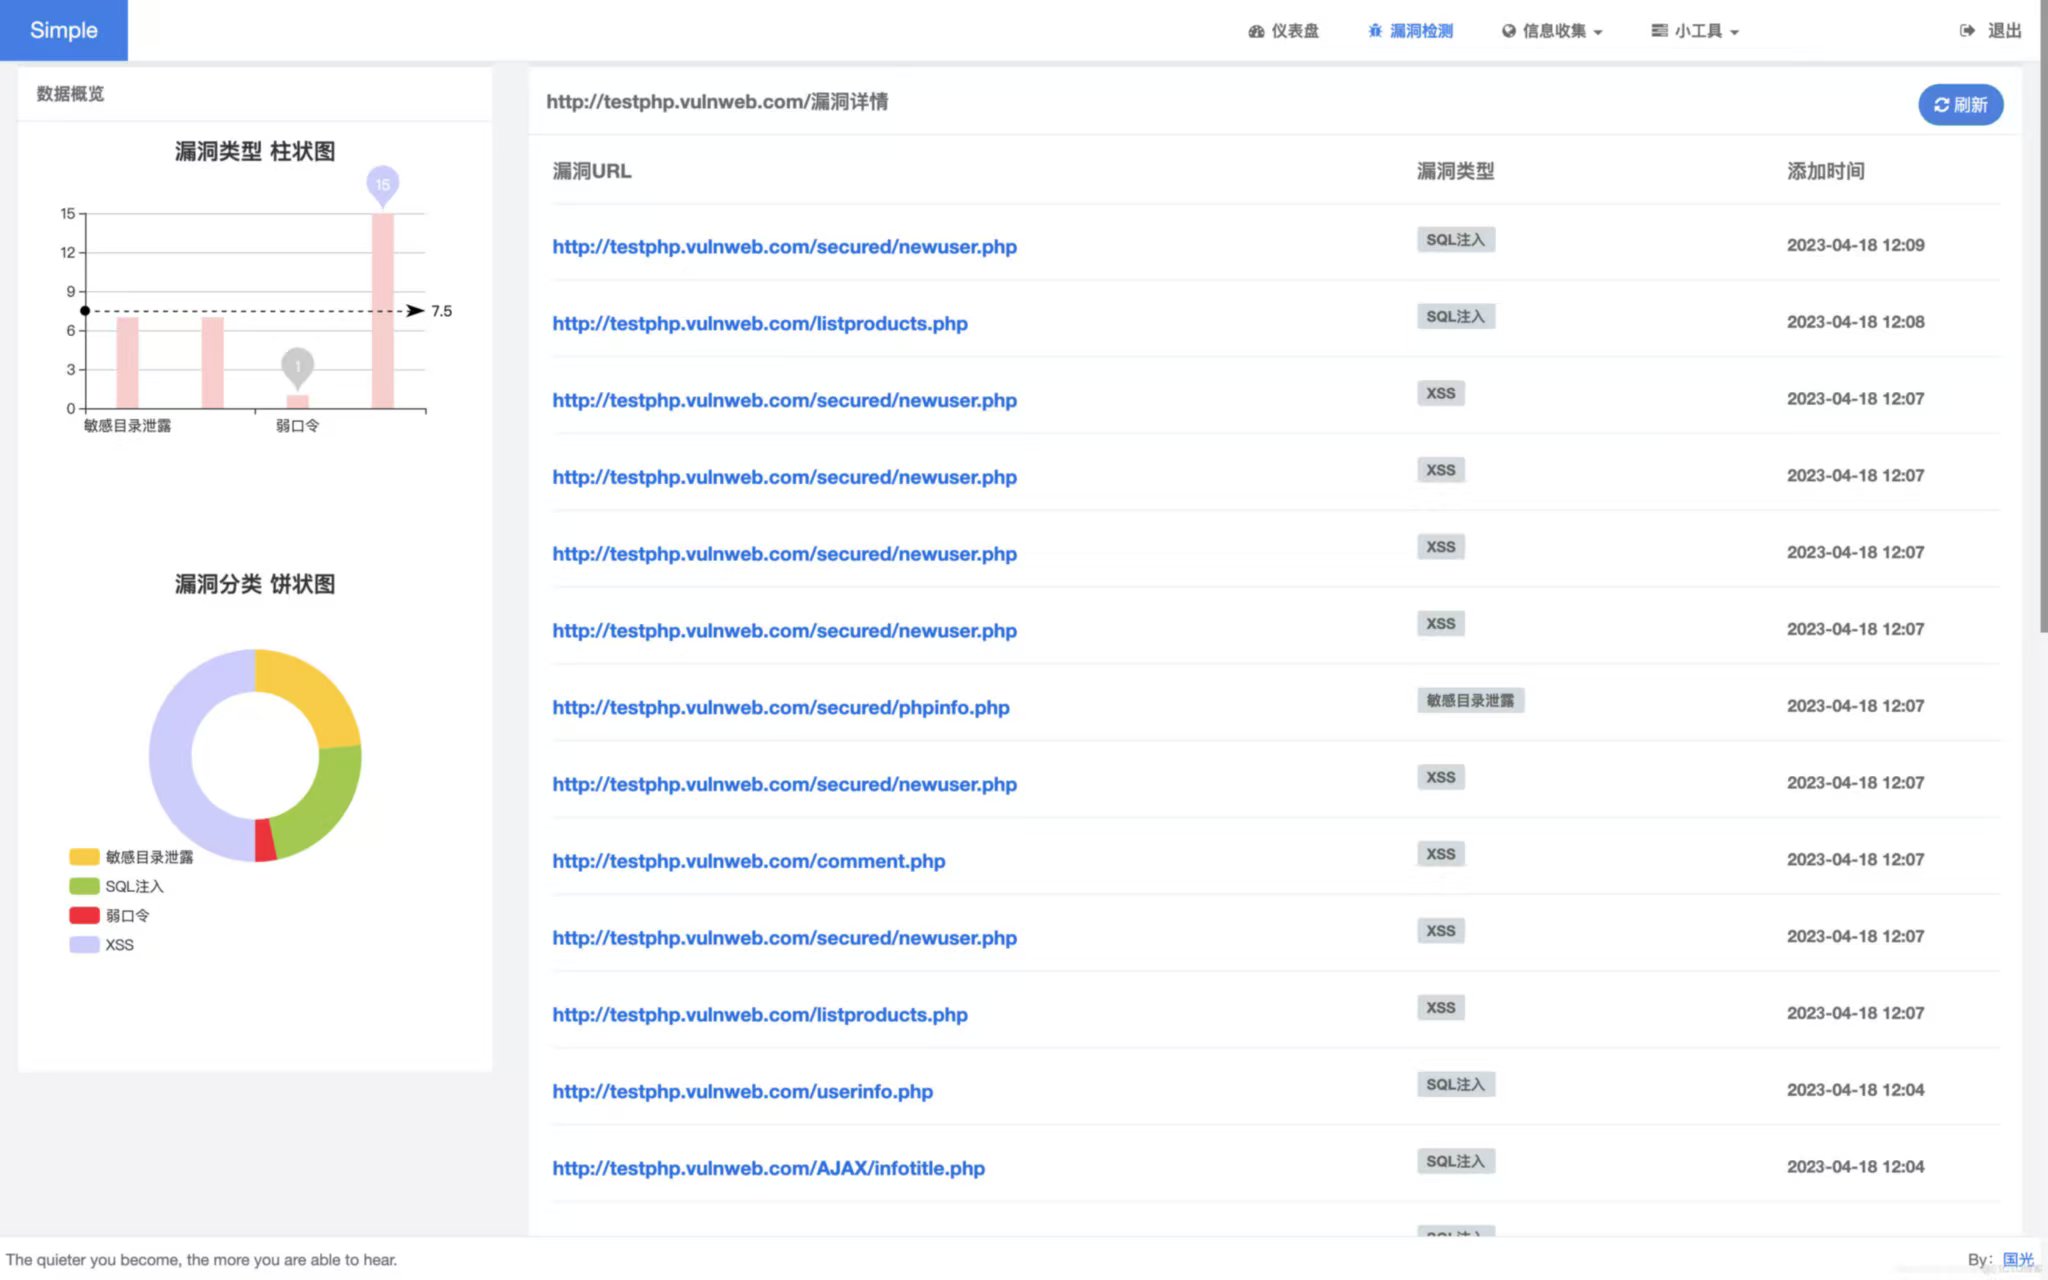 Simple
仪表盘 漏洞检测 信息收集 小工具 退出
数据概览
漏洞类型 柱状图
15
15
12
9
7.5
6
1
3
0
敏感目录泄露 弱口令
漏洞分类 饼状图
敏感目录泄露
SQL注入
弱口令
XSS
http://testphp.vulnweb.com/漏洞详情 刷新
漏洞URL 漏洞类型 添加时间
http://testphp.vulnweb.com/secured/newuser.php SQL注入 2023-04-18 12:09
http://testphp.vulnweb.com/listproducts.php SQL注入 2023-04-18 12:08
http://testphp.vulnweb.com/secured/newuser.php XSS 2023-04-18 12:07
http://testphp.vulnweb.com/secured/newuser.php XSS 2023-04-18 12:07
http://testphp.vulnweb.com/secured/newuser.php XSS 2023-04-18 12:07
http://testphp.vulnweb.com/secured/newuser.php XSS 2023-04-18 12:07
http://testphp.vulnweb.com/secured/phpinfo.php 敏感目录泄露 2023-04-18 12:07
http://testphp.vulnweb.com/secured/newuser.php XSS 2023-04-18 12:07
http://testphp.vulnweb.com/comment.php XSS 2023-04-18 12:07
http://testphp.vulnweb.com/secured/newuser.php XSS 2023-04-18 12:07
http://testphp.vulnweb.com/listproducts.php XSS 2023-04-18 12:07
http://testphp.vulnweb.com/userinfo.php SQL注入 2023-04-18 12:04
http://testphp.vulnweb.com/AJAX/infotitle.php SQL注入 2023-04-18 12:04
The quieter you become, the more you are able to hear. By：国光